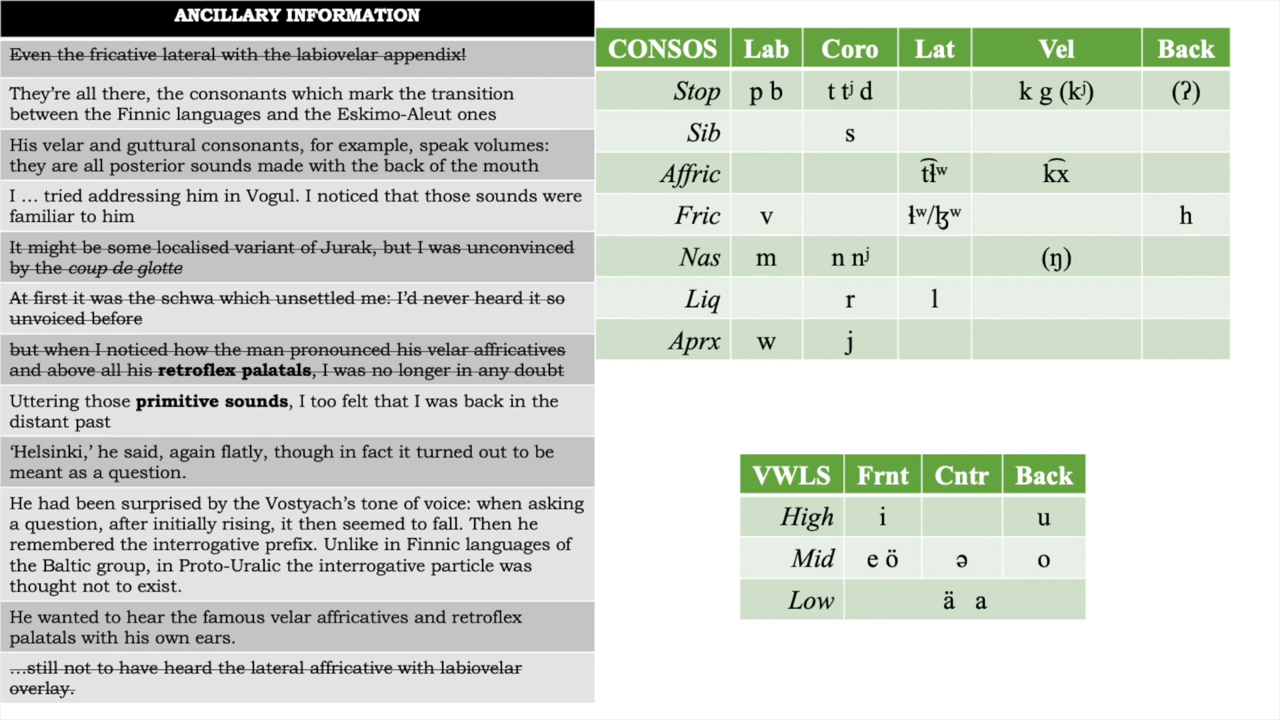 ANCILLARY INFORMATION
Even the fricative lateral with the labiovelar appendix!
They’re all there, the consonants which mark the transition
between the Finnic languages and the Eskimo-Aleut ones
His velar and guttural consonants, for example, speak volumes:
they are all posterior sounds made with the back of the mouth
I … tried addressing him in Vogul. I noticed that those sounds were
familiar to him
It might be some localised variant of Jurak, but I was unconvinced
by the coup de glotte
At first it was the schwa which unsettled me: I’d never heard it so
unvoiced before
but when I noticed how the man pronounced his velar affricatives
and above all his retroflex palatals, I was no longer in any doubt
Uttering those primitive sounds, I too felt that I was back in the
distant past
‘Helsinki,’ he said, again flatly, though in fact it turned out to be
meant as a question.
He had been surprised by the Vostyach’s tone of voice: when asking
a question, after initially rising, it then seemed to fall. Then he
remembered the interrogative prefix. Unlike in Finnic languages of
the Baltic group, in Proto-Uralic the interrogative particle was
thought not to exist.
He wanted to hear the famous velar affricatives and retroflex
palatals with his own ears.
…still not to have heard the lateral affricative with labiovelar
overlay.
CONSOS Lab Coro Lat Vel Back
Stop p b t tʲ d k g (kʲ) (ʔ)
Sib s
Affric t͡ɬʷ k͡x
Fric v ɬʷ/ɮʷ h
Nas m n nʲ (ŋ)
Liq r l
Aprx w j
VWLS Frnt Cntr Back
High i u
Mid e ö ə o
Low ä a